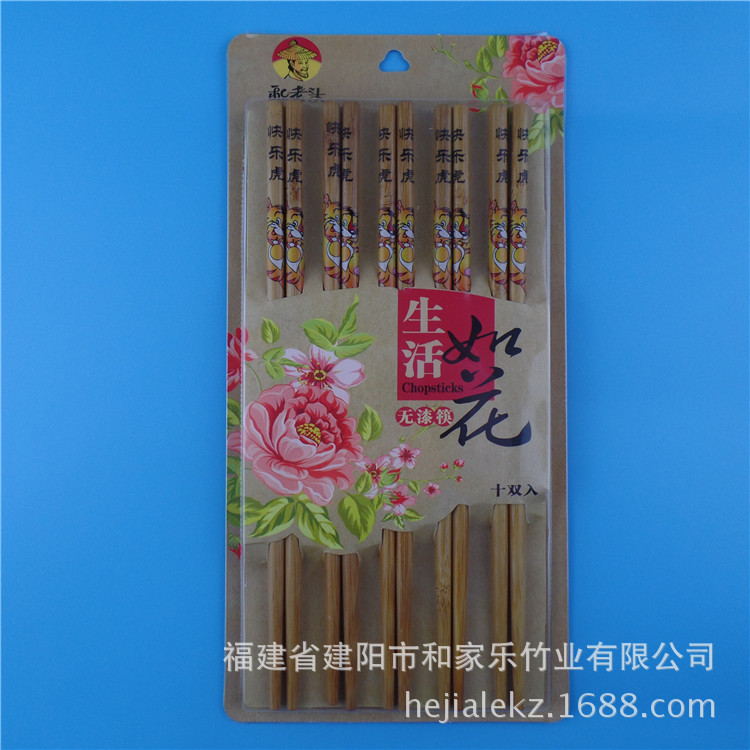 快乐虎 快乐虎 快乐虎 快乐虎 快乐虎 快乐虎 快乐虎 快乐虎 快乐虎 快乐虎
生活
如花
Chopsticks
无漆筷
十双入
福建省建阳市和家乐竹业有限公司
hejialekz.1688.com